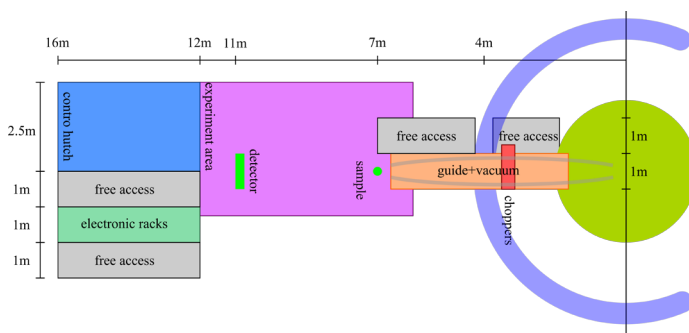 16m
12m
11m
7m
4m
2.5m
contro hutch
experiment area
free access
free access
1m
detector
sample
guide+vacuum
1m
1m
free access
choppers
1m
electronic racks
1m
free access